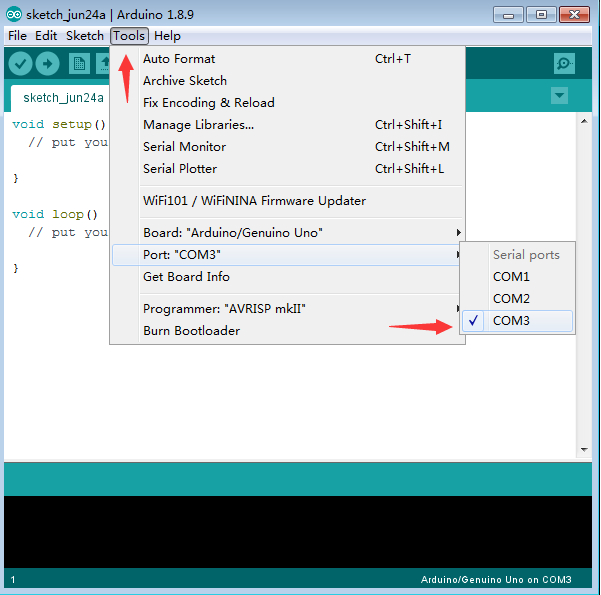 sketch_jun24a | Arduino 1.8.9
File Edit Sketch Tools Help
sketch_jun24a
void setup()
// put you
}
void loop()
// put you
}
Auto Format Ctrl+T
Archive Sketch
Fix Encoding & Reload
Manage Libraries... Ctrl+Shift+I
Serial Monitor Ctrl+Shift+M
Serial Plotter Ctrl+Shift+L
WiFi101 / WiFiNINA Firmware Updater
Board: "Arduino/Genuino Uno"
Port: "COM3"
Get Board Info
Programmer: "AVRISP mkII"
Burn Bootloader
Serial ports
COM1
COM2
COM3
1 Arduino/Genuino Uno on COM3